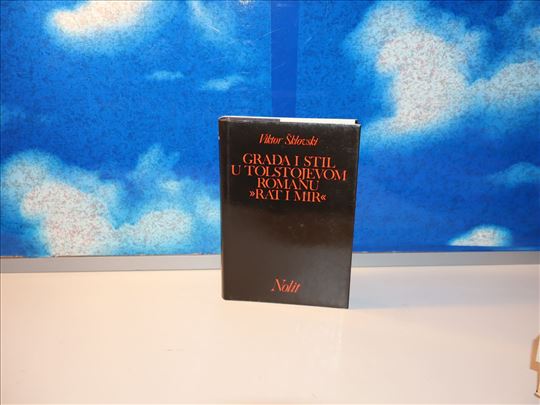 Viktor Šklovski
GRAĐA I STIL
U TOLSTOJEVOM
ROMANU
»RAT I MIR«
Nolit